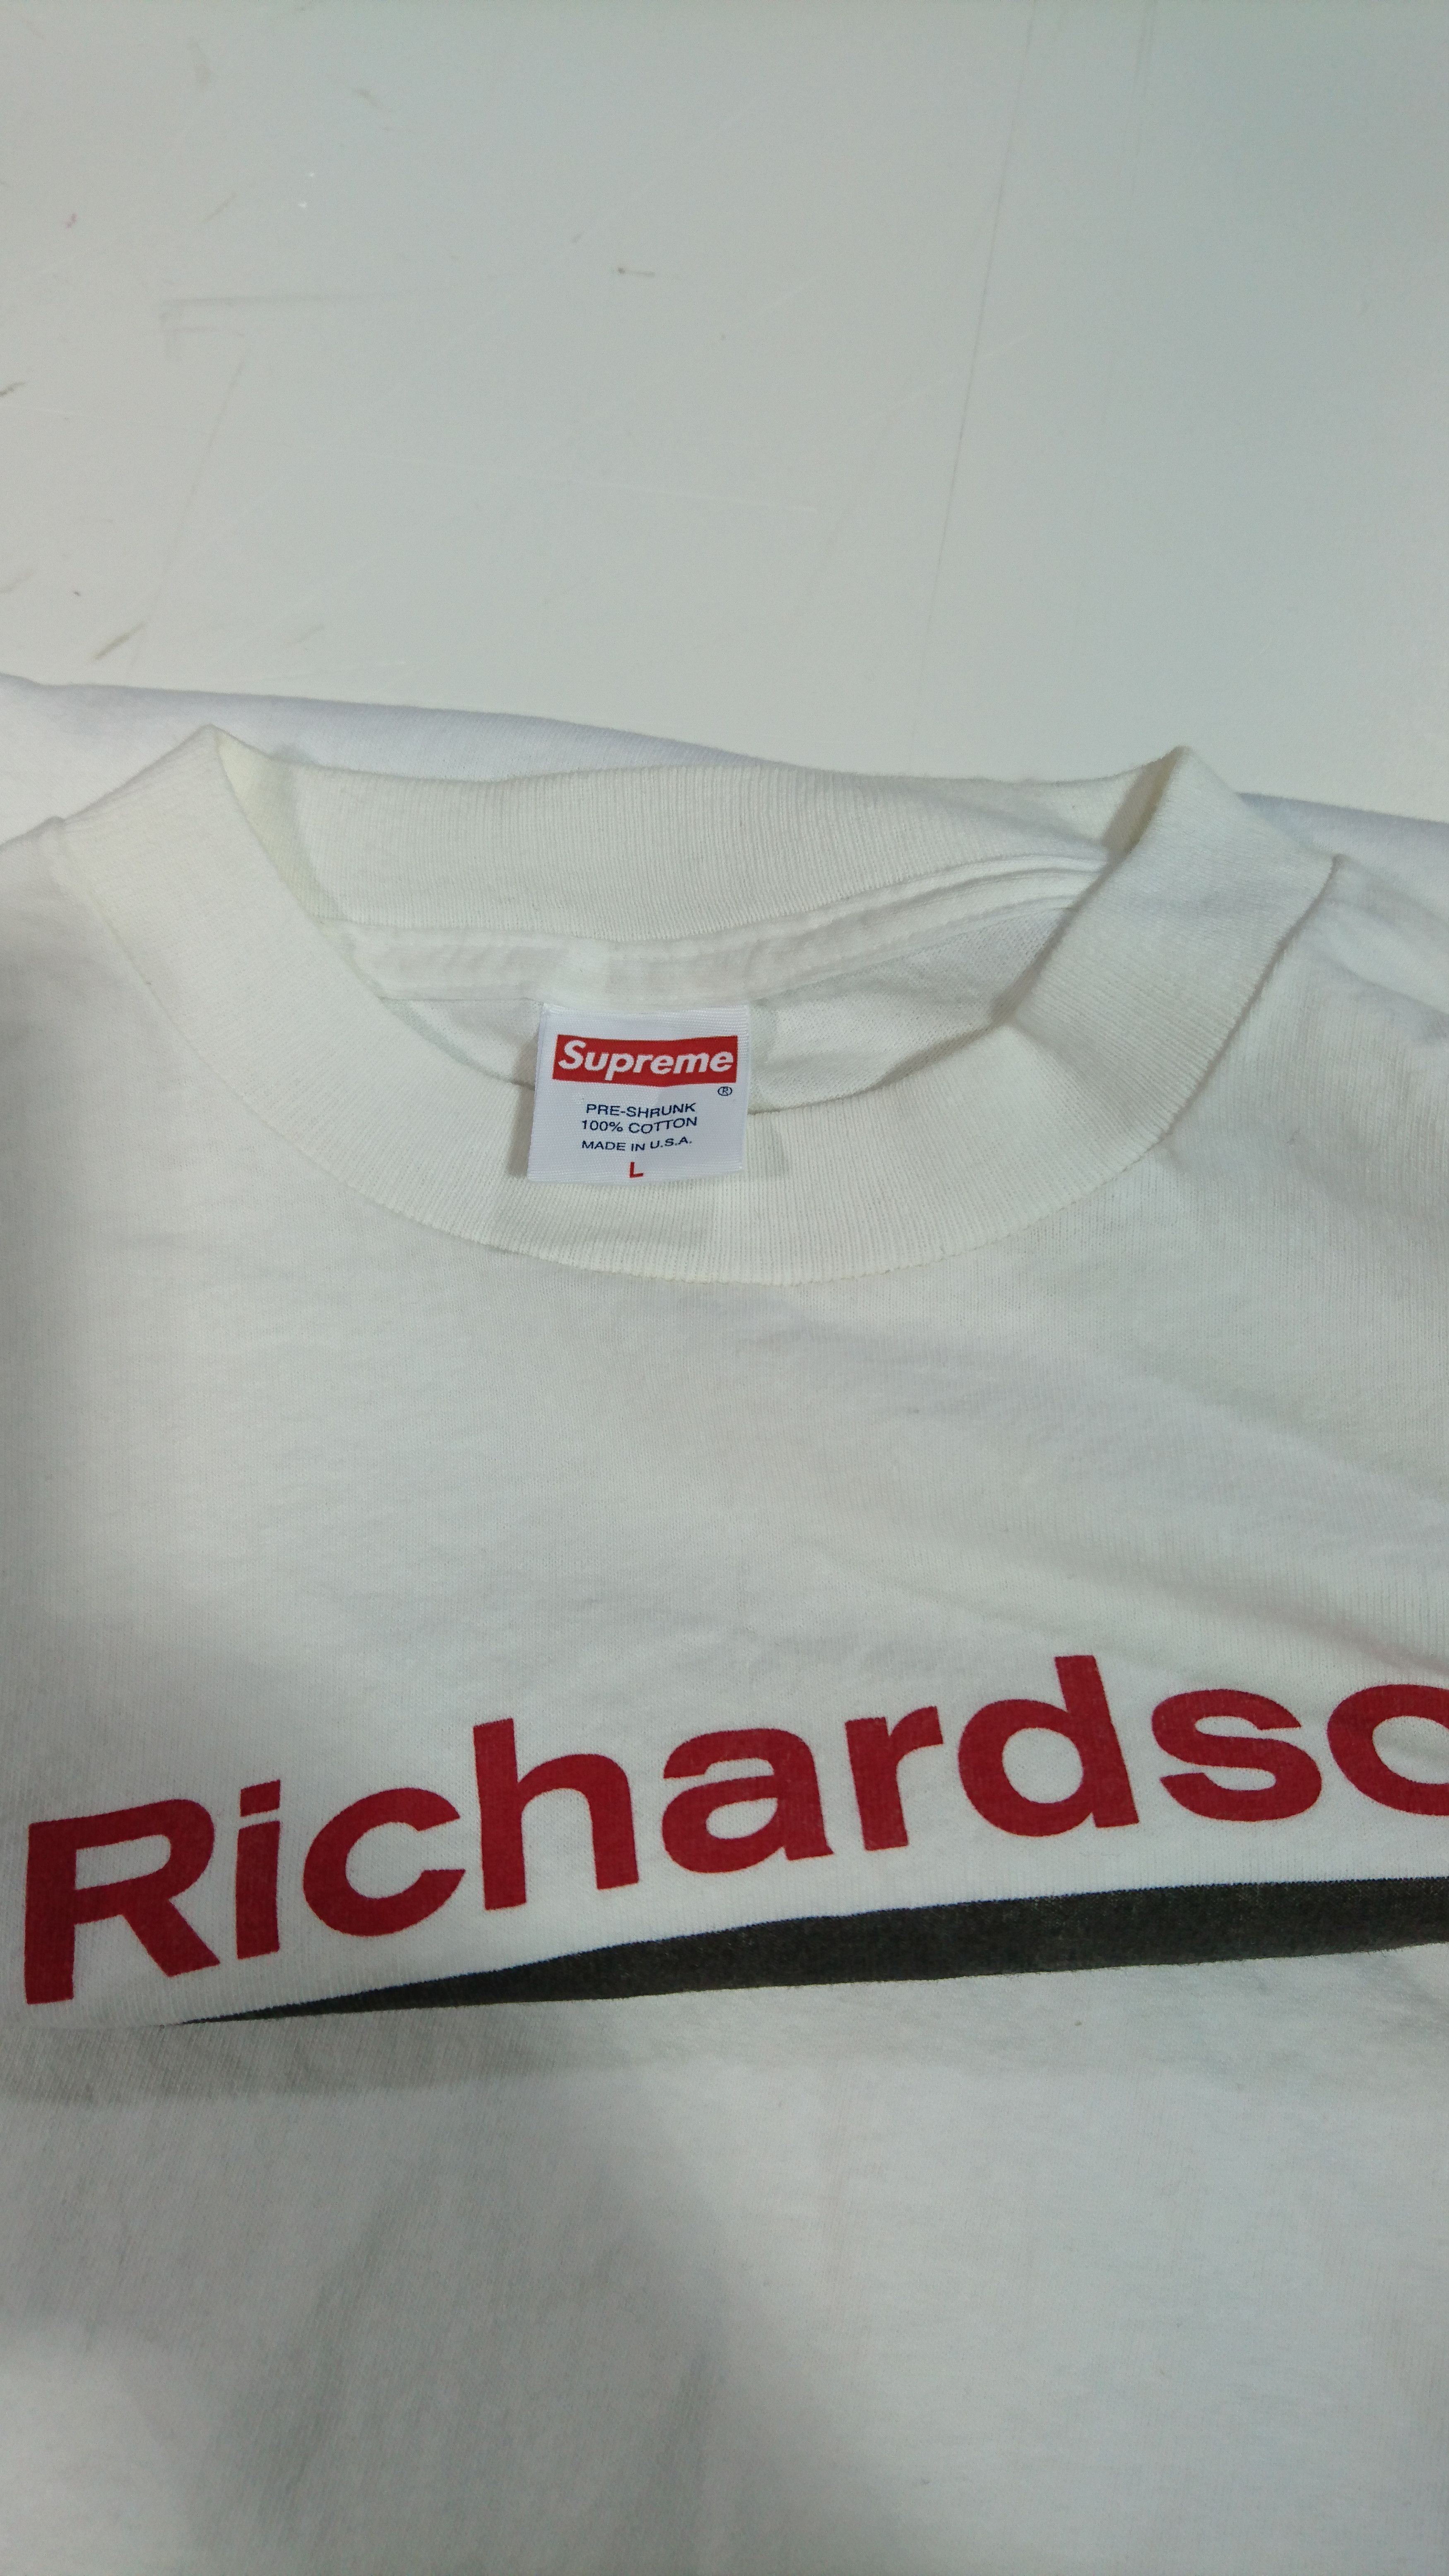 Supreme
®
PRE-SHRUNK
100% COTTON
MADE IN U.S.A.
L
Richardso